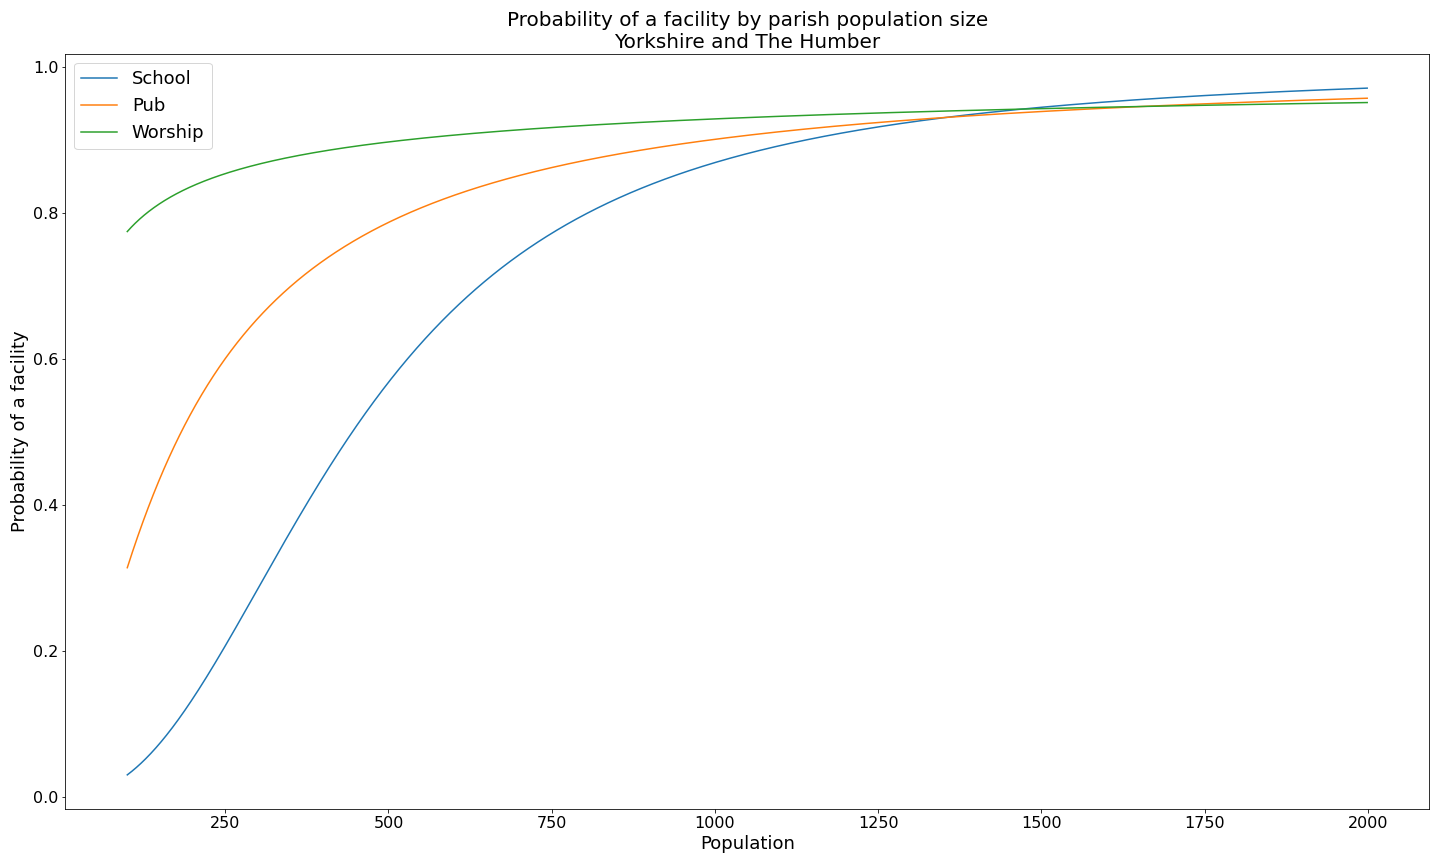 Probability of a facility by parish population size
Yorkshire and The Humber
School
Pub
Worship
Probability of a facility
1.0
0.8
0.6
0.4
0.2
0.0
250 500 750 1000 1250 1500 1750 2000
Population